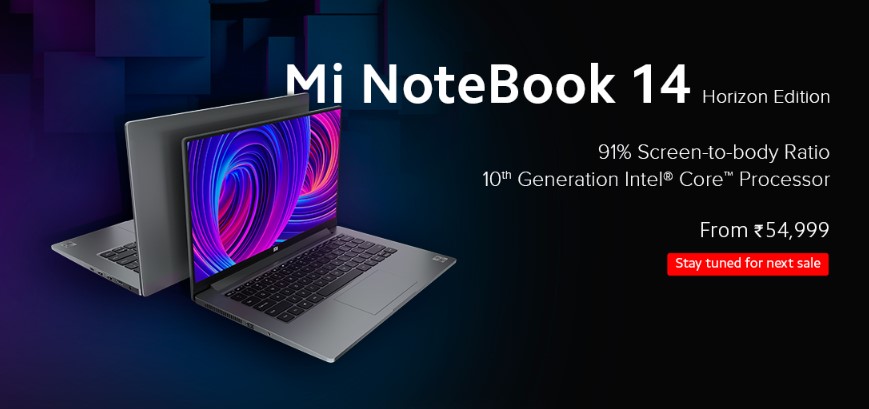 Mi NoteBook 14 Horizon Edition
91% Screen-to-body Ratio
10th Generation Intel® Core™ Processor
From ₹54,999
Stay tuned for next sale